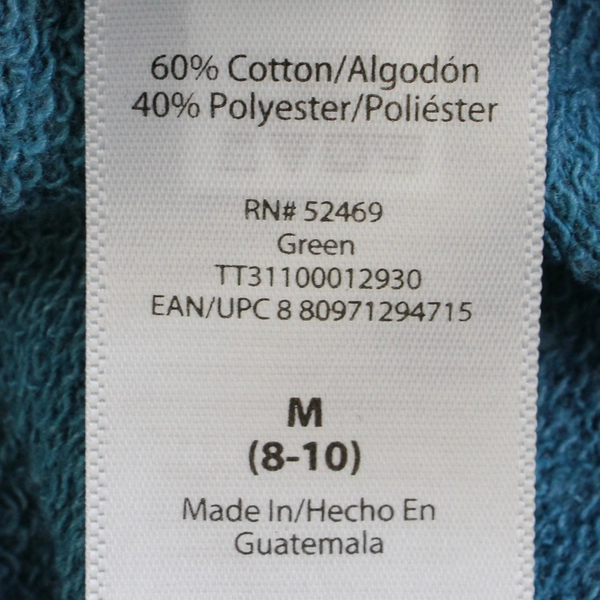 60% Cotton/Algodón
40% Polyester/Poliéster
RN# 52469
Green
TT31100012930
EAN/UPC 8 80971294715
M
(8-10)
Made In/Hecho En
Guatemala